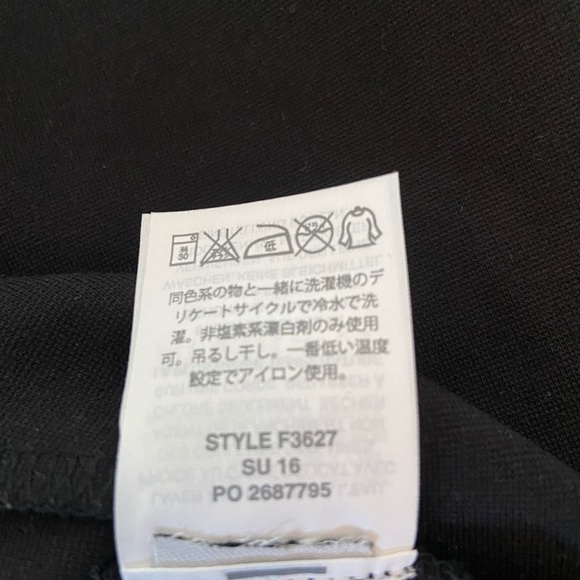 低
同色系の物と一緒に洗濯機のデ
リケートサイクルで冷水で洗
濯。非塩素系漂白剤のみ使用
可。吊るし干し。一番低い温度
設定でアイロン使用。
STYLE F3627
SU 16
PO 2687795